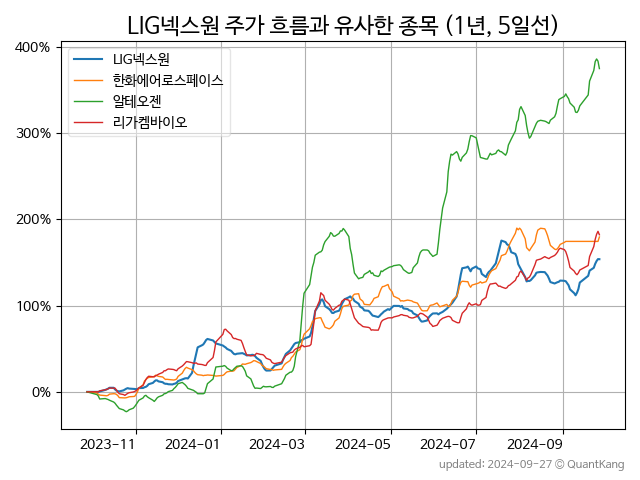 LIG넥스원 주가 흐름과 유사한 종목 (1년, 5일선)
400%
300%
200%
100%
0%
LIG넥스원
한화에어로스페이스
알테오젠
리가켐바이오
2023-11 2024-01 2024-03 2024-05 2024-07 2024-09
updated: 2024-09-27 © QuantKang